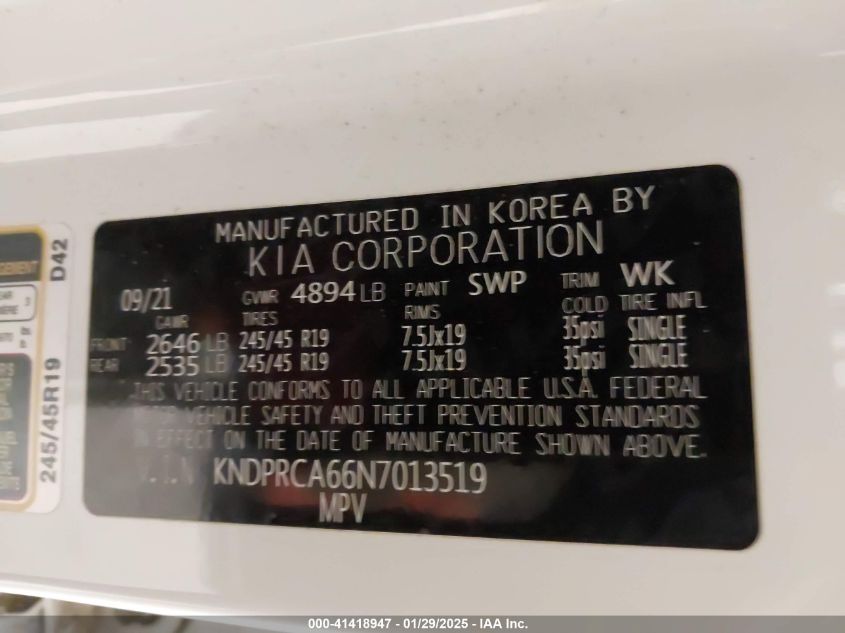 MANUFACTURED IN KOREA BY
KIA CORPORATION
09/21 GVWR 4894 LB PAINT SWP TRIM WK
GAWR TIRES RIMS COLD TIRE INFL
FRONT 2646 LB 245/45 R19 7.5Jx19 35psi SINGLE
REAR 2535 LB 245/45 R19 7.5Jx19 35psi SINGLE
THIS VEHICLE CONFORMS TO ALL APPLICABLE U.S.A. FEDERAL
MOTOR VEHICLE SAFETY AND THEFT PREVENTION STANDARDS
IN EFFECT ON THE DATE OF MANUFACTURE SHOWN ABOVE.
V.I.N KNDPRCA66N7013519
MPV
D42
245/45R19
000-41418947 - 01/29/2025 - IAA Inc.